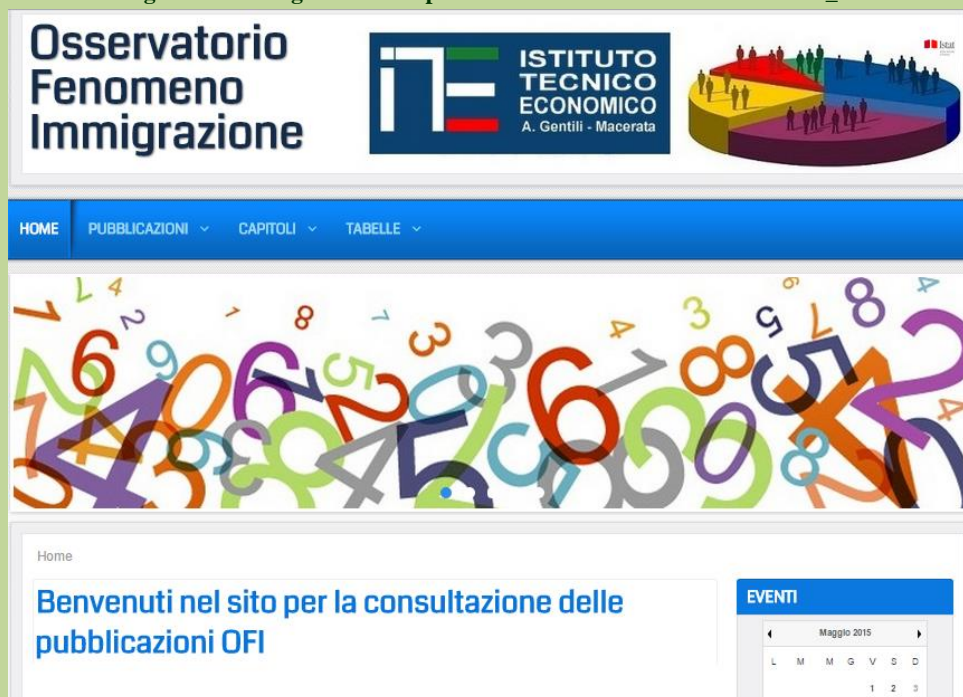 Osservatorio
Fenomeno
Immigrazione
ITE
ISTITUTO
TECNICO
ECONOMICO
A. Gentili - Macerata
Istat
HOME PUBBLICAZIONI CAPITOLI TABELLE
Home
Benvenuti nel sito per la consultazione delle
pubblicazioni OFI
EVENTI
Maggio 2015
L M M G V S D
1 2 3